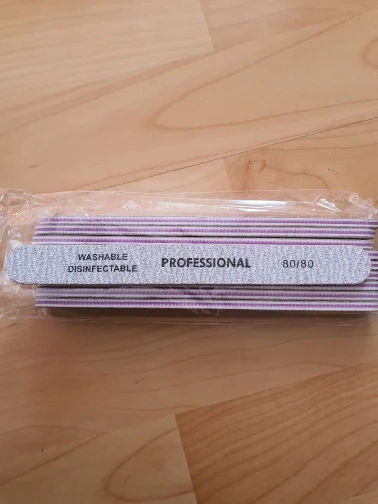 WASHABLE
DISINFECTABLE
PROFESSIONAL
80/80